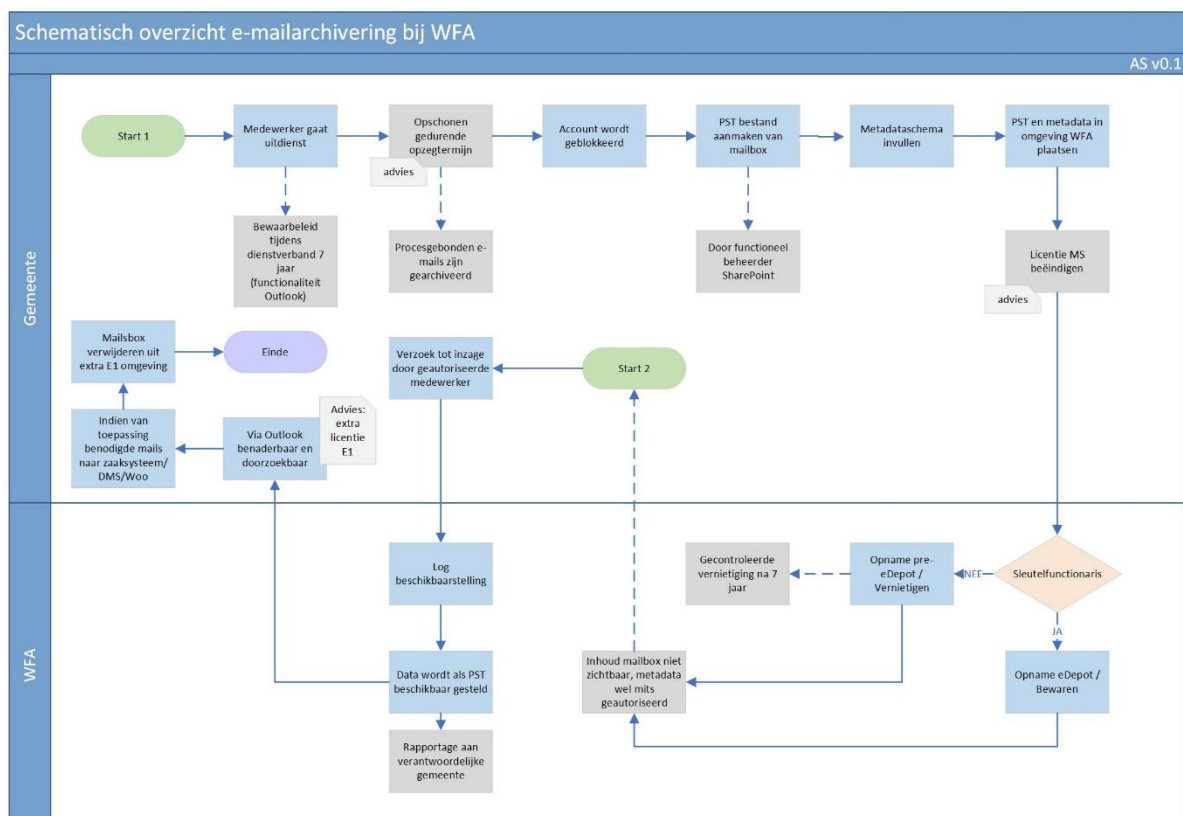 Schematisch overzicht e-mailarchivering bij WFA
AS v0.1
Gemeente
Start 1
Medewerker gaat
uitdienst
Opschonen
gedurende
opzegtermijn
advies
Account wordt
geblokkeerd
PST bestand
aanmaken van
mailbox
Metadataschema
invullen
PST en metadata in
omgeving WFA
plaatsen
Bewaarbeleid
tijdens
dienstverband 7
jaar
(functionaliteit
Outlook)
Procesgebonden e-
mails zijn
gearchiveerd
Door functioneel
beheerder
SharePoint
Licentie MS
beëindigen
advies
Mailsbox
verwijderen uit
extra E1 omgeving
Einde
Verzoek tot inzage
door geautoriseerde
medewerker
Start 2
Indien van
toepassing
benodigde mails
naar zaaksysteem/
DMS/Woo
Via Outlook
benaderbaar en
doorzoekbaar
Advies:
extra
licentie
E1
WFA
Log
beschikbaarstelling
Gecontroleerde
vernietiging na 7
jaar
Opname pre-
eDepot /
Vernietigen
NEE
Sleutelfunctionaris
JA
Data wordt als PST
beschikbaar gesteld
Inhoud mailbox niet
zichtbaar, metadata
wel mits
geautoriseerd
Opname eDepot /
Bewaren
Rapportage aan
verantwoordelijke
gemeente